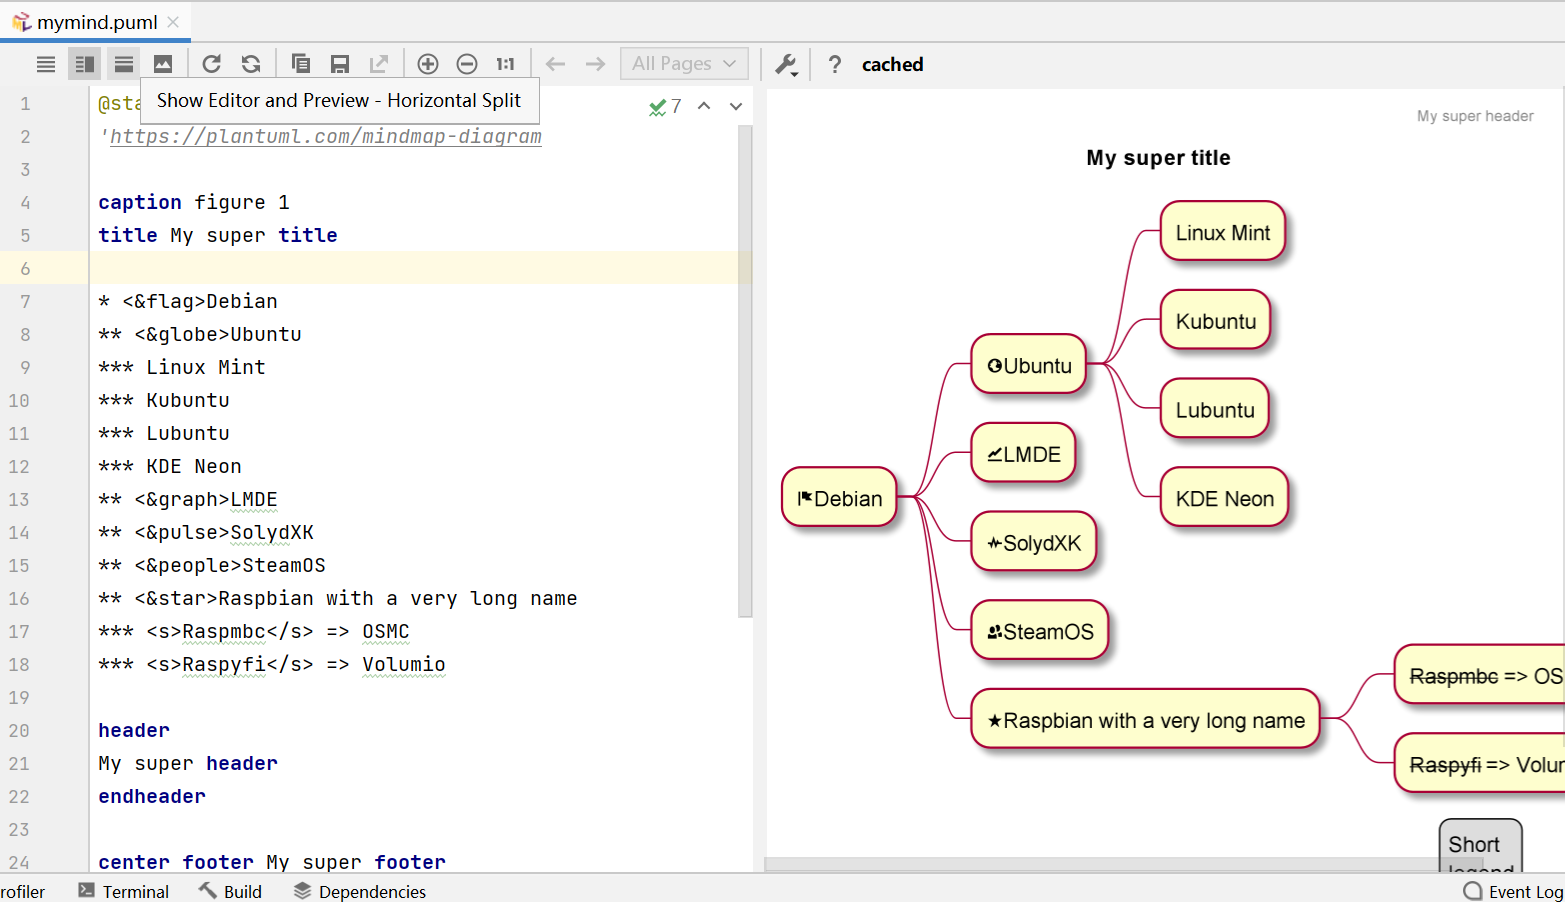 mymind.puml
1:1
All Pages
? cached
Show Editor and Preview - Horizontal Split
7
1 @sta
2 'https://plantuml.com/mindmap-diagram
3
4 caption figure 1
5 title My super title
6
7 * <&flag>Debian
8 ** <&globe>Ubuntu
9 *** Linux Mint
10 *** Kubuntu
11 *** Lubuntu
12 *** KDE Neon
13 ** <&graph>LMDE
14 ** <&pulse>SolydXK
15 ** <&people>SteamOS
16 ** <&star>Raspbian with a very long name
17 *** <s>Raspmbc</s> => OSMC
18 *** <s>Raspyfi</s> => Volumio
19
20 header
21 My super header
22 endheader
23
24 center footer My super footer
My super header
My super title
Linux Mint
Kubuntu
Ubuntu
Lubuntu
LMDE
Debian
KDE Neon
SolydXK
SteamOS
Raspmbc => OS
Raspbian with a very long name
Raspyfi => Volu
Short
legend
rofiler
Terminal
Build
Dependencies
Event Log